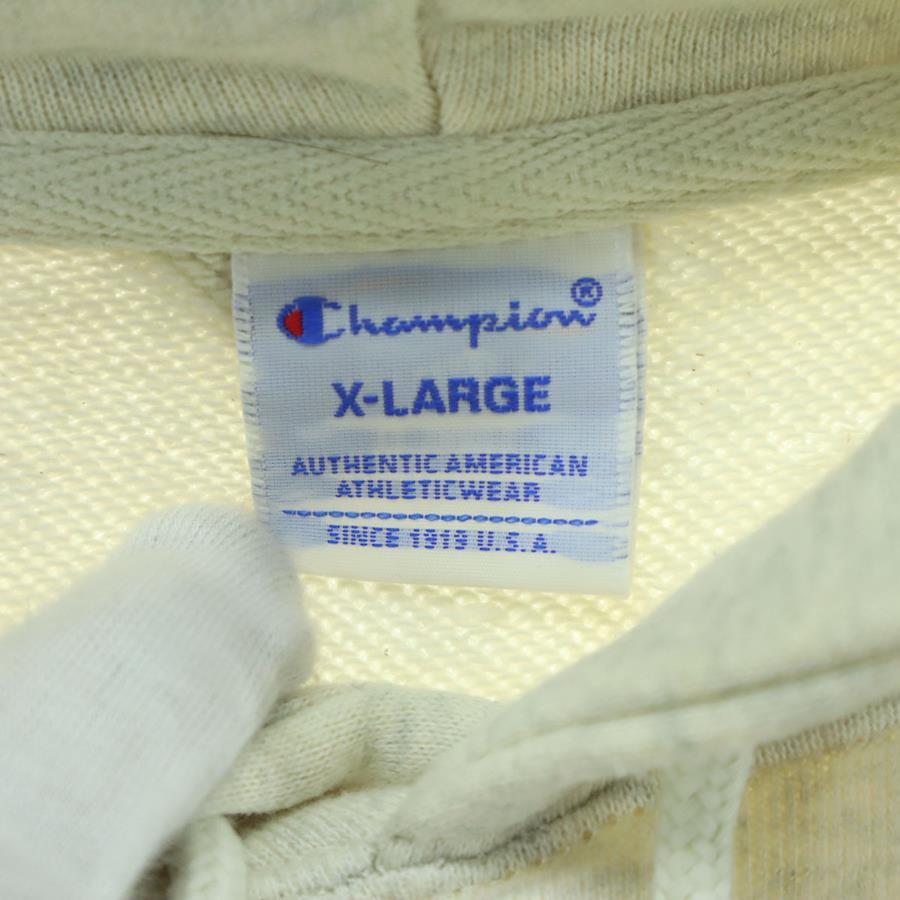 Champion®
X-LARGE
AUTHENTIC AMERICAN
ATHLETICWEAR
SINCE 1919 U.S.A.